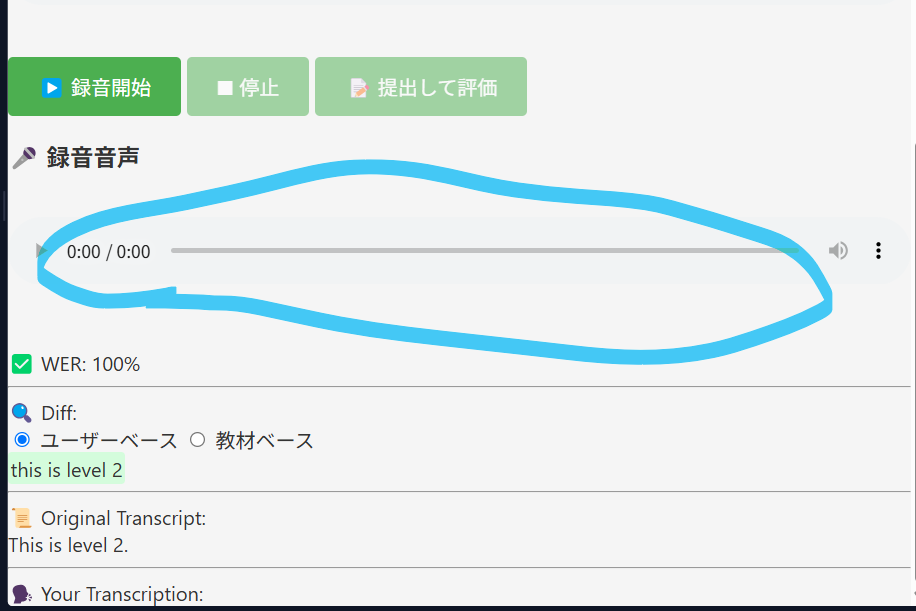 録音開始 停止 提出して評価
録音音声
0:00 / 0:00
WER: 100%
Diff:
ユーザーベース 教材ベース
this is level 2
Original Transcript:
This is level 2.
Your Transcription: